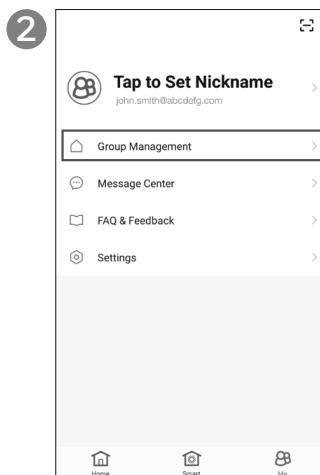 2
Tap to Set Nickname
john.smith@abcdefg.com
Group Management
Message Center
FAQ & Feedback
Settings
Home Smart Me